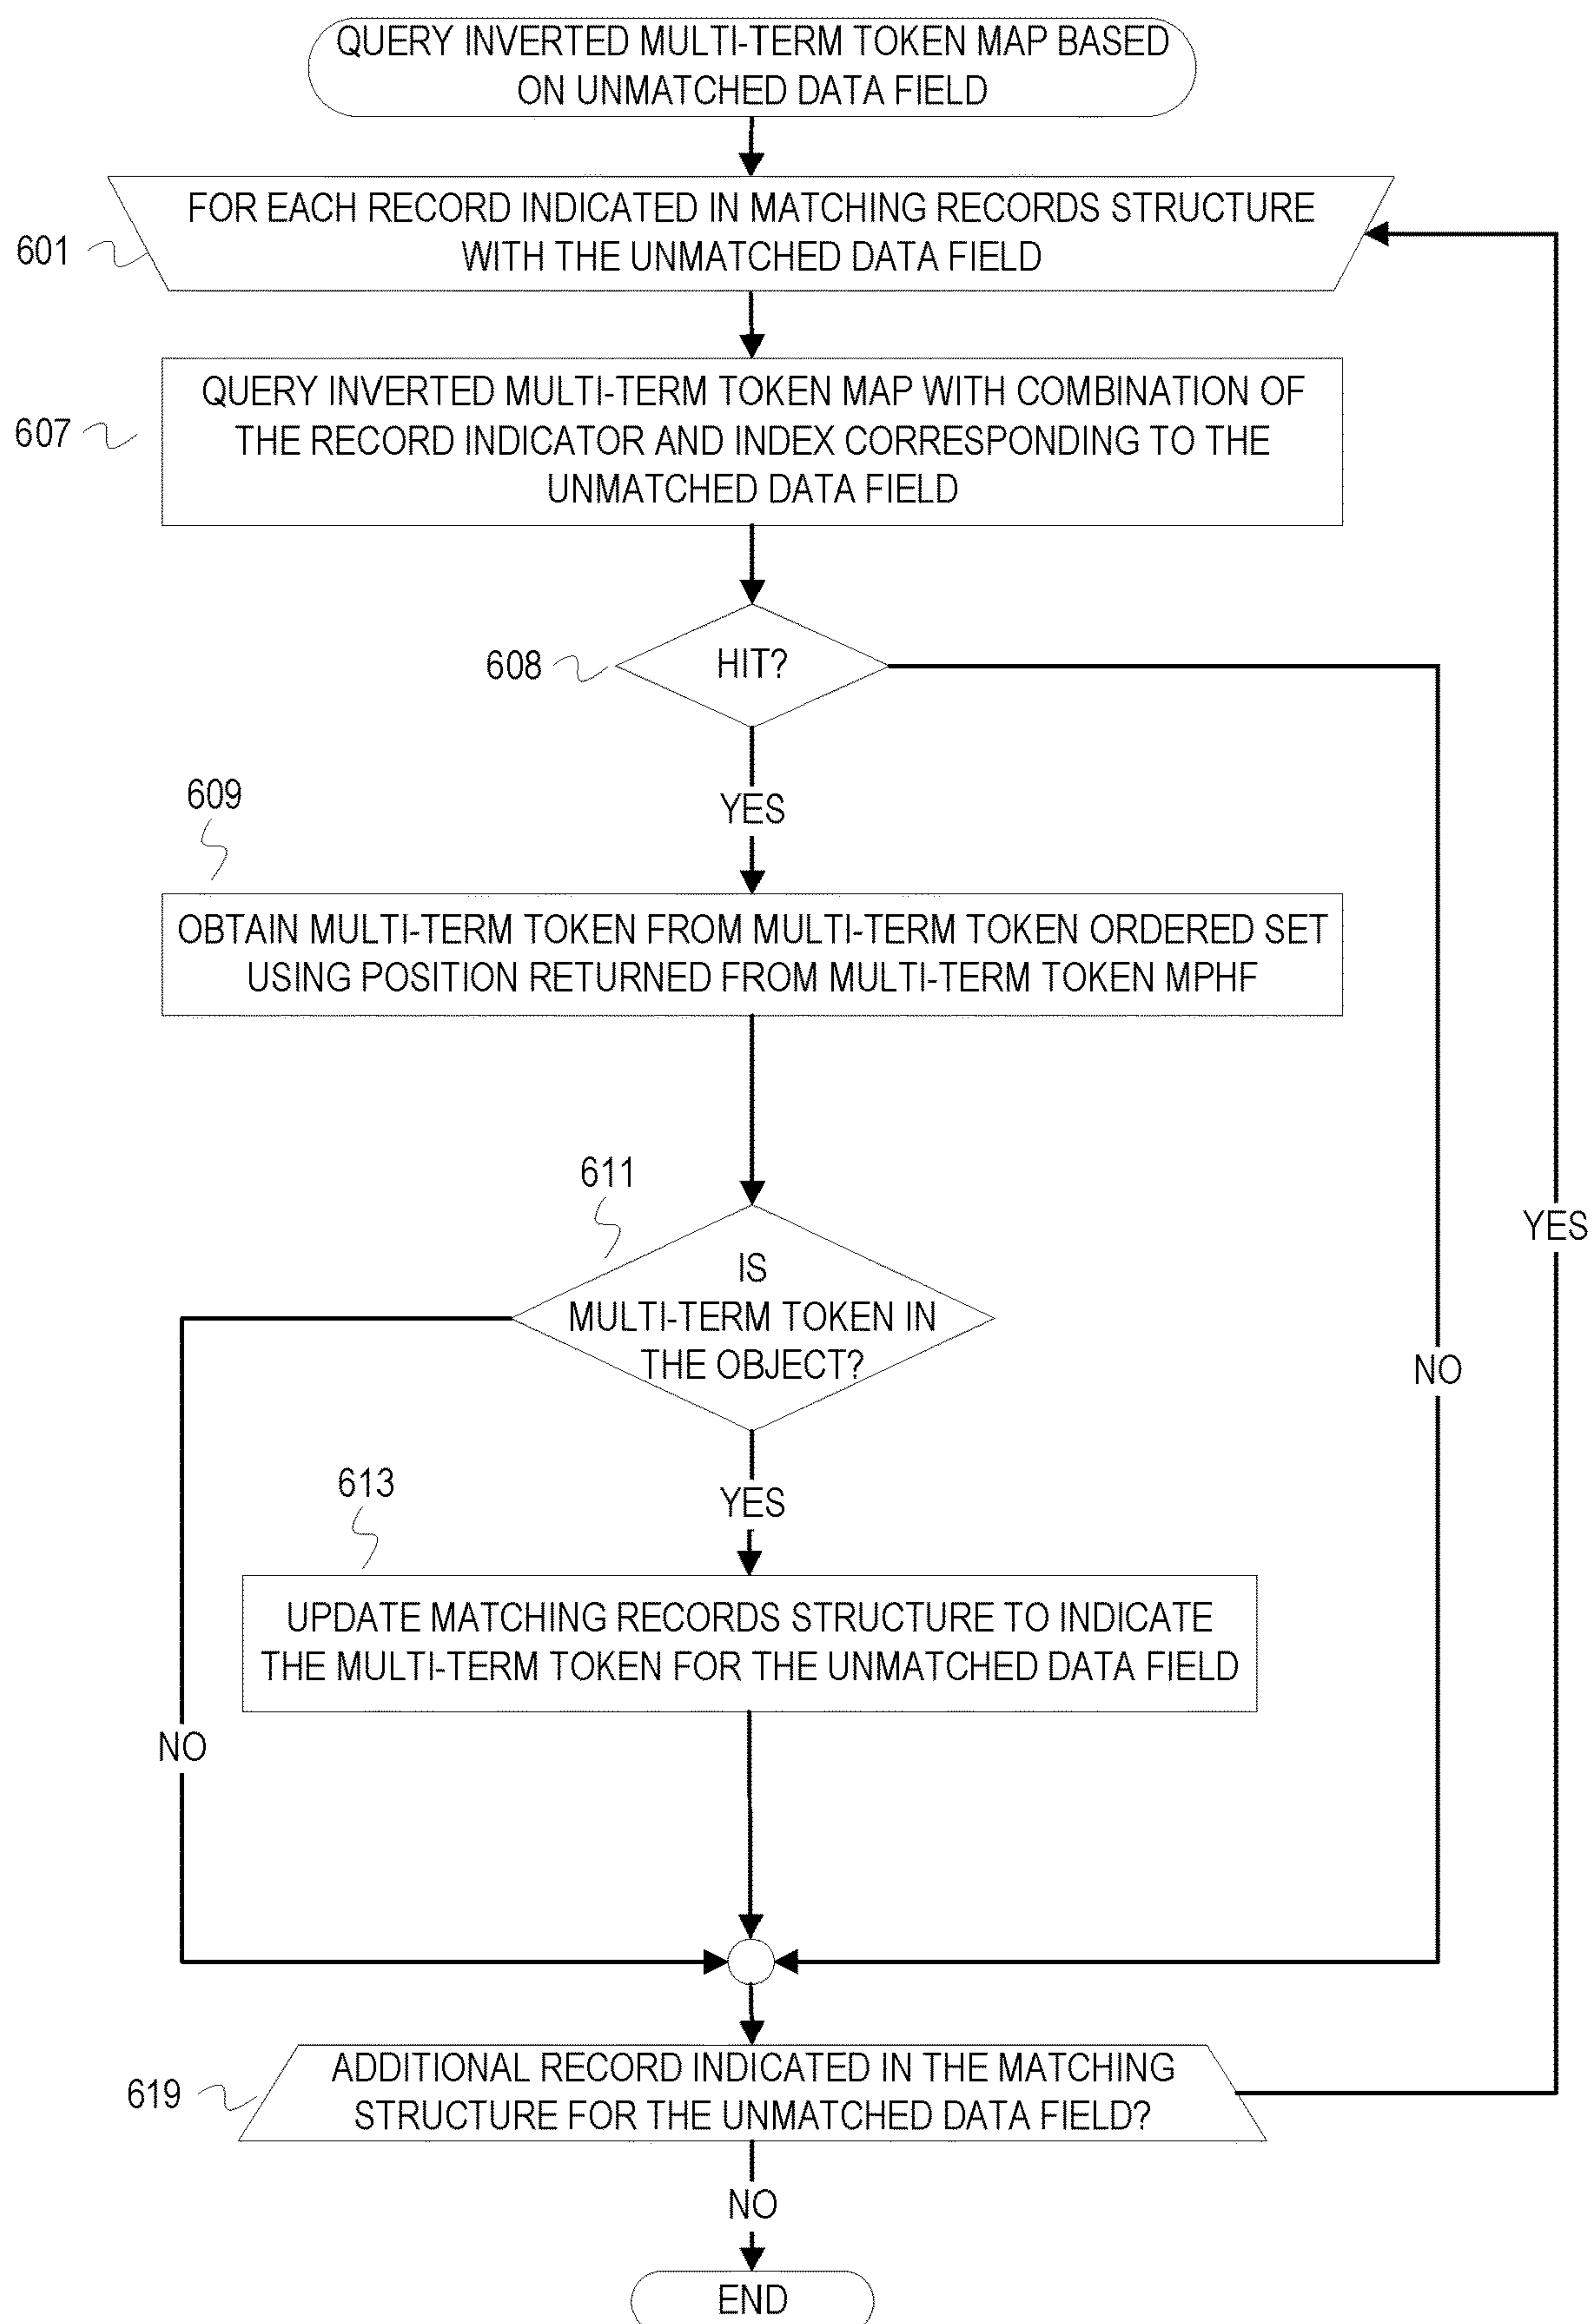 QUERY INVERTED MULTI-TERM TOKEN MAP BASED
ON UNMATCHED DATA FIELD
FOR EACH RECORD INDICATED IN MATCHING RECORDS STRUCTURE
WITH THE UNMATCHED DATA FIELD
601
QUERY INVERTED MULTI-TERM TOKEN MAP WITH COMBINATION OF
THE RECORD INDICATOR AND INDEX CORRESPONDING TO THE
UNMATCHED DATA FIELD
607
HIT?
608
YES
609
OBTAIN MULTI-TERM TOKEN FROM MULTI-TERM TOKEN ORDERED SET
USING POSITION RETURNED FROM MULTI-TERM TOKEN MPHF
611
IS
MULTI-TERM TOKEN IN
THE OBJECT?
YES
NO
YES
613
UPDATE MATCHING RECORDS STRUCTURE TO INDICATE
THE MULTI-TERM TOKEN FOR THE UNMATCHED DATA FIELD
NO
ADDITIONAL RECORD INDICATED IN THE MATCHING
STRUCTURE FOR THE UNMATCHED DATA FIELD?
619
NO
END